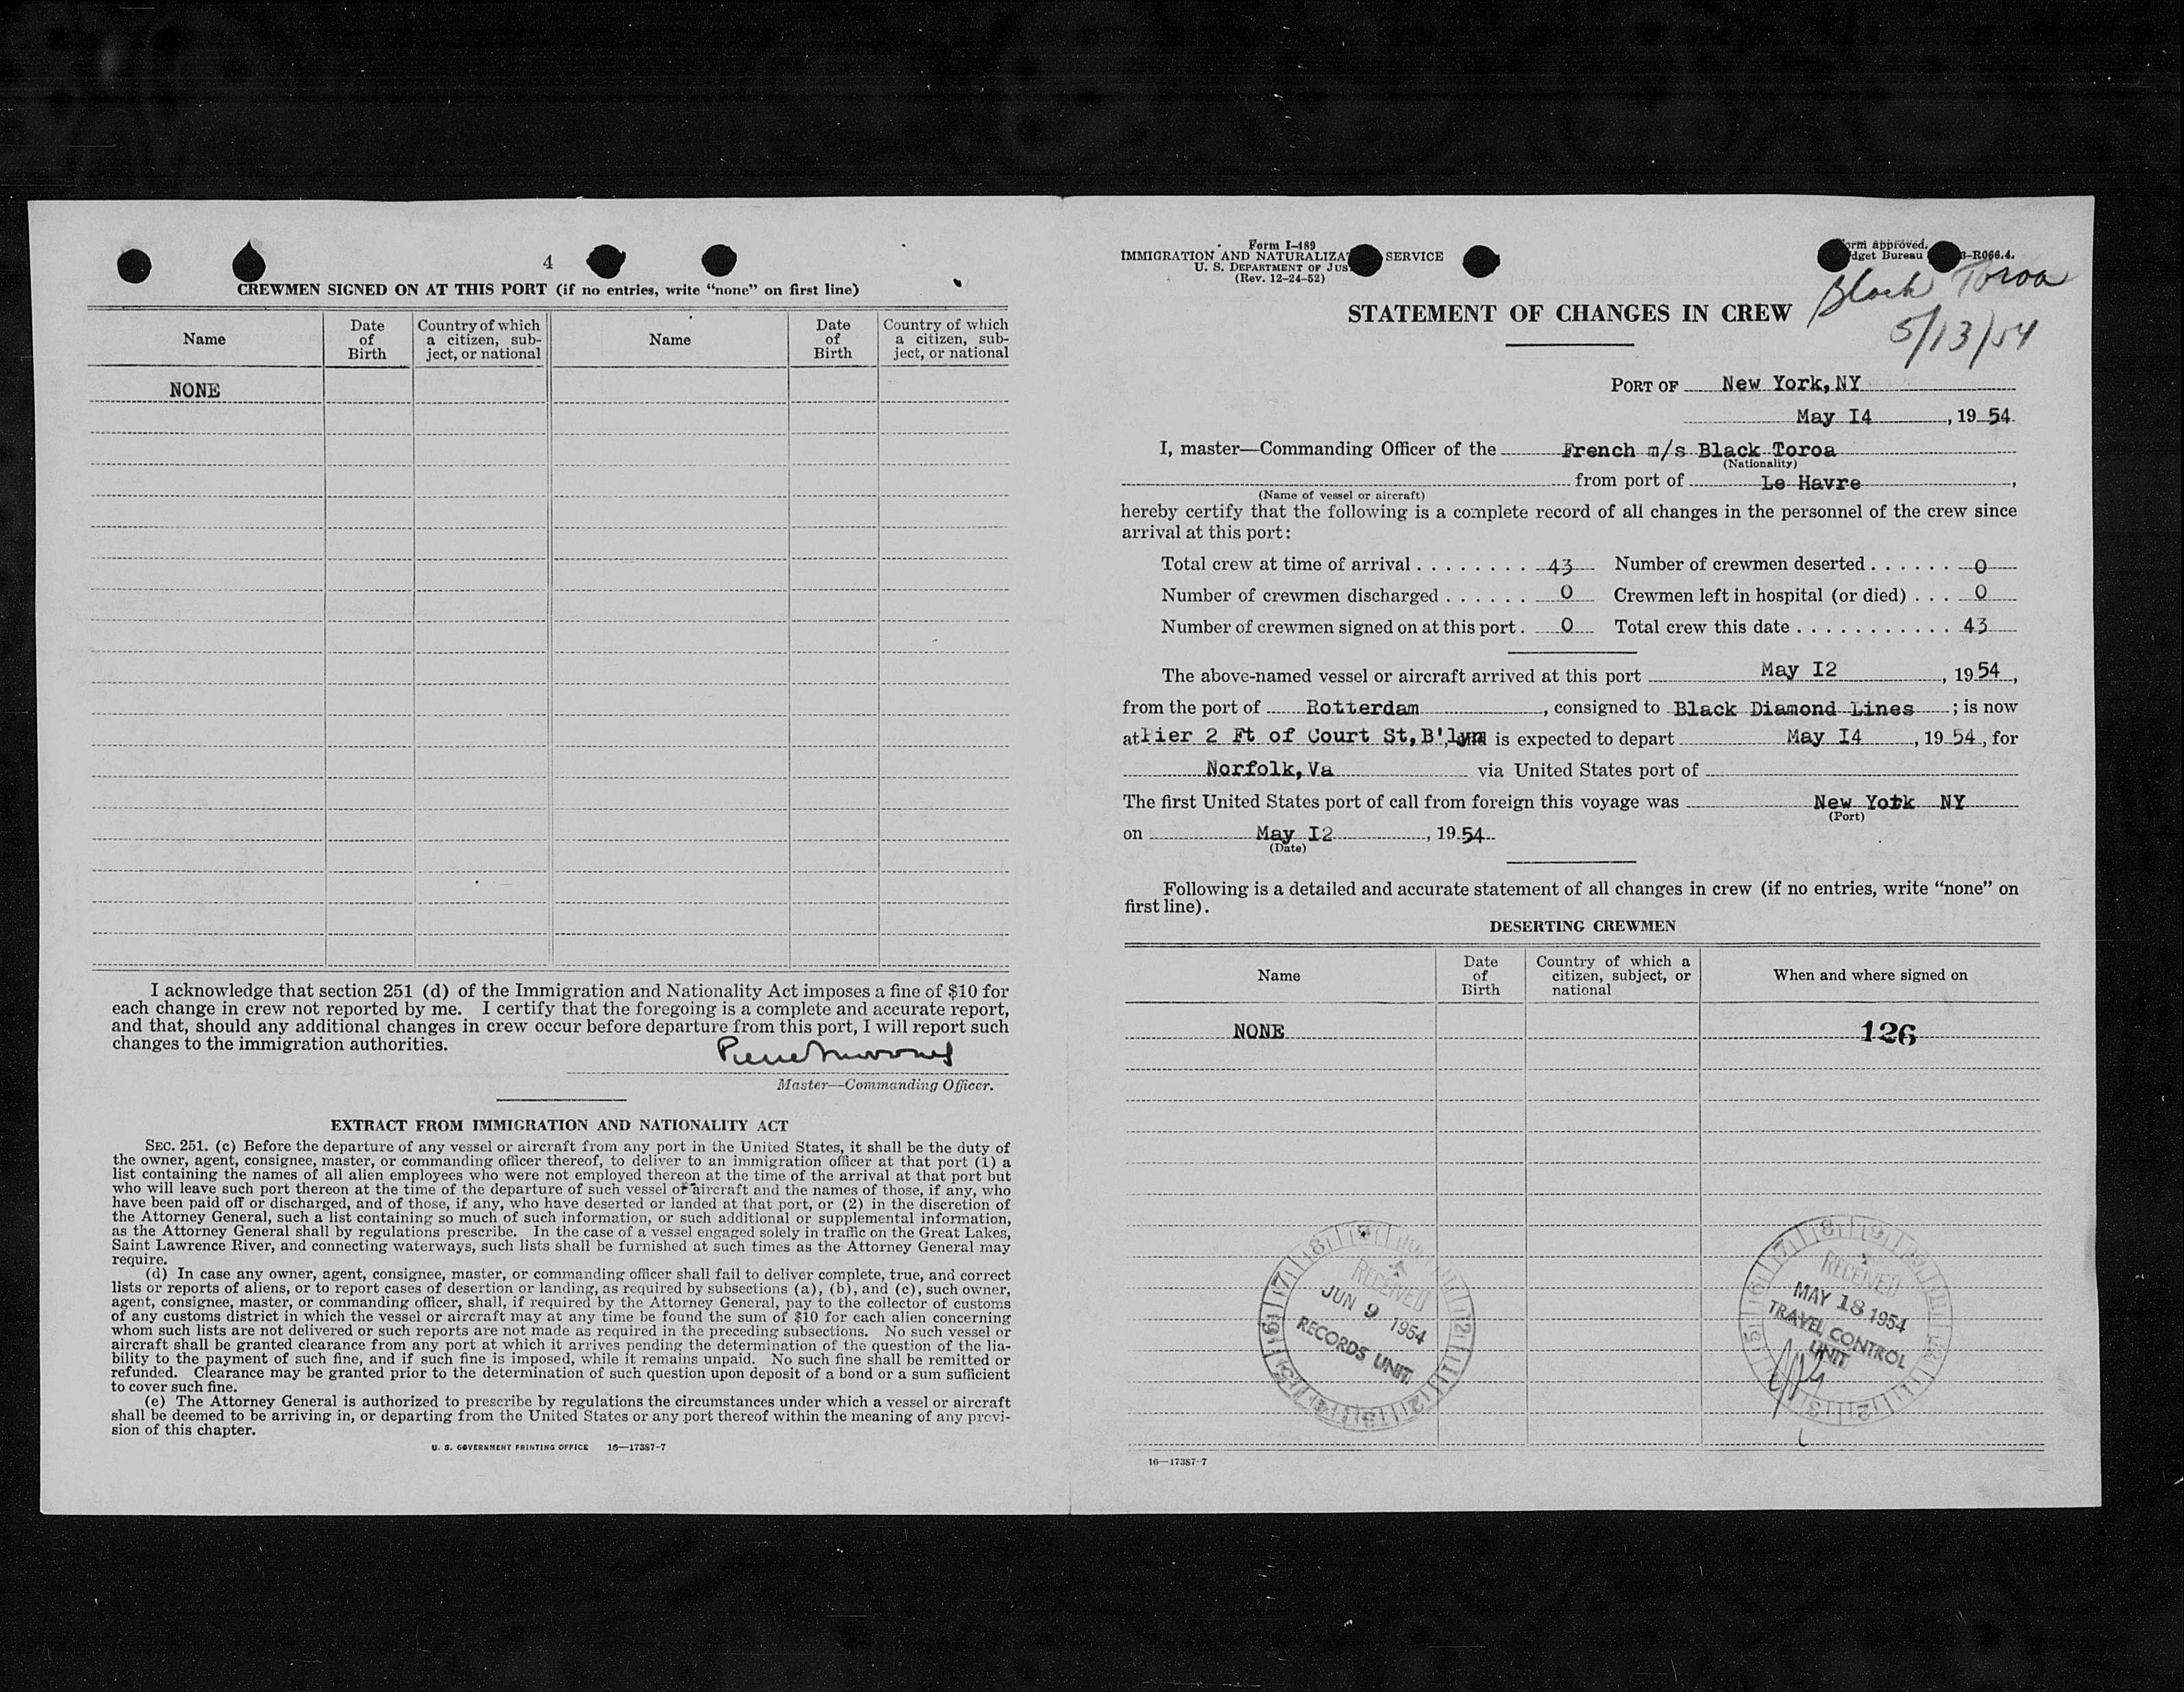 4
CREWMEN SIGNED ON AT THIS PORT (if no entries, write "none" on first line)
Name
Date of Birth
Country of which a citizen, subject, or national
Name
Date of Birth
Country of which a citizen, subject, or national
NONE
I acknowledge that section 251 (d) of the Immigration and Nationality Act imposes a fine of $10 for
each change in crew not reported by me. I certify that the foregoing is a complete and accurate report,
and that, should any additional changes in crew occur before departure from this port, I will report such
changes to the immigration authorities.
Master—Commanding Officer.
EXTRACT FROM IMMIGRATION AND NATIONALITY ACT
SEC. 251. (c) Before the departure of any vessel or aircraft from any port in the United States, it shall be the duty of
the owner, agent, consignee, master, or commanding officer thereof, to deliver to an immigration officer at that port (1) a
list containing the names of all alien employees who were not employed thereon at the time of the arrival at that port but
who will leave such port thereon at the time of the departure of such vessel or aircraft and the names of those, if any, who
have been paid off or discharged, and of those, if any, who have deserted or landed at that port, or (2) in the discretion of
the Attorney General, such a list containing so much of such information, or such additional or supplemental information,
as the Attorney General shall by regulations prescribe. In the case of a vessel engaged solely in traffic on the Great Lakes,
Saint Lawrence River, and connecting waterways, such lists shall be furnished at such times as the Attorney General may
require.
(d) In case any owner, agent, consignee, master, or commanding officer shall fail to deliver complete, true, and correct
lists or reports of aliens, or to report cases of desertion or landing, as required by subsections (a), (b), and (c), such owner,
agent, consignee, master, or commanding officer, shall, if required by the Attorney General, pay to the collector of customs
of any customs district in which the vessel or aircraft may at any time be found the sum of $10 for each alien concerning
whom such lists are not delivered or such reports are not made as required in the preceding subsections. No such vessel or
aircraft shall be granted clearance from any port at which it arrives pending the determination of the question of the lia-
bility to the payment of such fine, and if such fine is imposed, while it remains unpaid. No such fine shall be remitted or
refunded. Clearance may be granted prior to the determination of such question upon deposit of a bond or a sum sufficient
to cover such fine.
(e) The Attorney General is authorized to prescribe by regulations the circumstances under which a vessel or aircraft
shall be deemed to be arriving in, or departing from the United States or any port thereof within the meaning of any provi-
sion of this chapter.
U. S. GOVERNMENT PRINTING OFFICE 16—17387-7
Form I-489
IMMIGRATION AND NATURALIZA SERVICE
U. S. DEPARTMENT OF JUS
(Rev. 12-24-52)
orm approved.
dget Bureau 3-R066.4.
Black Toroa
5/13/54
STATEMENT OF CHANGES IN CREW
PORT OF New York, NY
May I4, 19 54
I, master—Commanding Officer of the French m/s Black Toroa
(Nationality)
from port of Le Havre,
(Name of vessel or aircraft)
hereby certify that the following is a complete record of all changes in the personnel of the crew since
arrival at this port:
Total crew at time of arrival . . . . . . . . 43 Number of crewmen deserted . . . . . . 0
Number of crewmen discharged . . . . . . 0 Crewmen left in hospital (or died) . . . 0
Number of crewmen signed on at this port . 0 Total crew this date . . . . . . . . . . . 43
The above-named vessel or aircraft arrived at this port May I2, 19 54,
from the port of Rotterdam, consigned to Black Diamond Lines; is now
at Pier 2 Ft of Court St, B'lyn and is expected to depart May I4, 19 54, for
Norfolk, Va via United States port of
The first United States port of call from foreign this voyage was New York NY
(Port)
on May I2, 19 54
(Date)
Following is a detailed and accurate statement of all changes in crew (if no entries, write "none" on
first line).
DESERTING CREWMEN
Name
Date of Birth
Country of which a citizen, subject, or national
When and where signed on
NONE
126
RECEIVED
JUN 9 1954
RECORDS UNIT
RECEIVED
MAY 18 1954
TRAVEL CONTROL
UNIT
16—17387-7